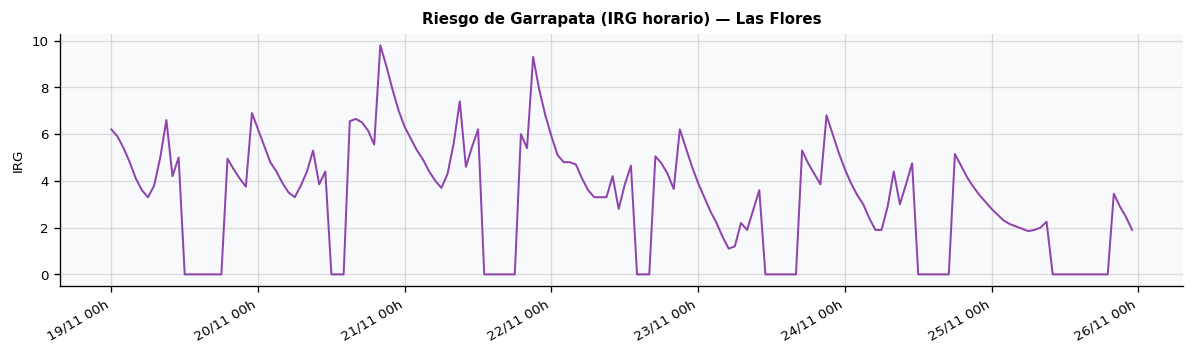 Riesgo de Garrapata (IRG horario) — Las Flores
IRG
10
8
6
4
2
0
19/11 00h
20/11 00h
21/11 00h
22/11 00h
23/11 00h
24/11 00h
25/11 00h
26/11 00h